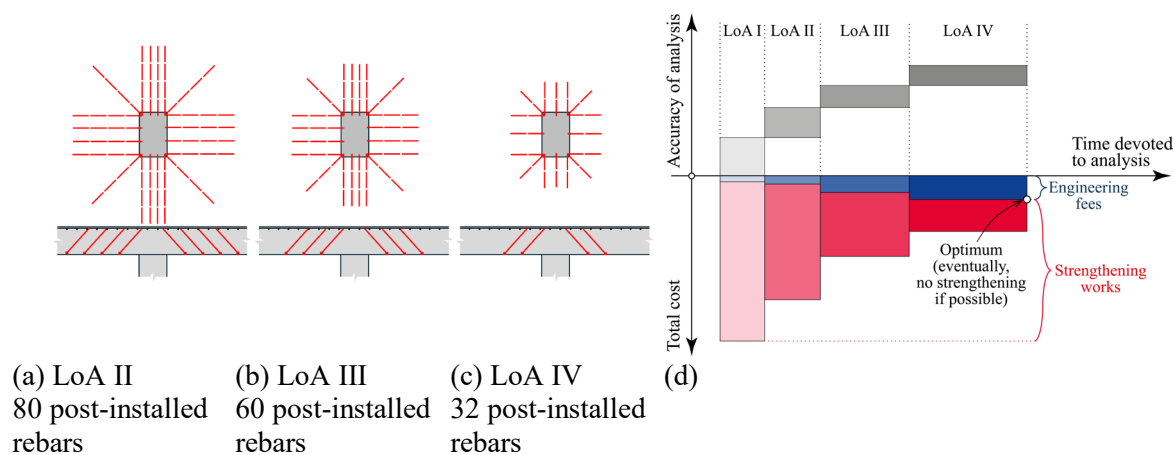 LoA I LoA II LoA III LoA IV
Accuracy of analysis
Time devoted
to analysis
Engineering
fees
Optimum
(eventually,
no strengthening
if possible)
Strengthening
works
Total cost
(a) LoA II
80 post-installed
rebars
(b) LoA III
60 post-installed
rebars
(c) LoA IV
32 post-installed
rebars
(d)